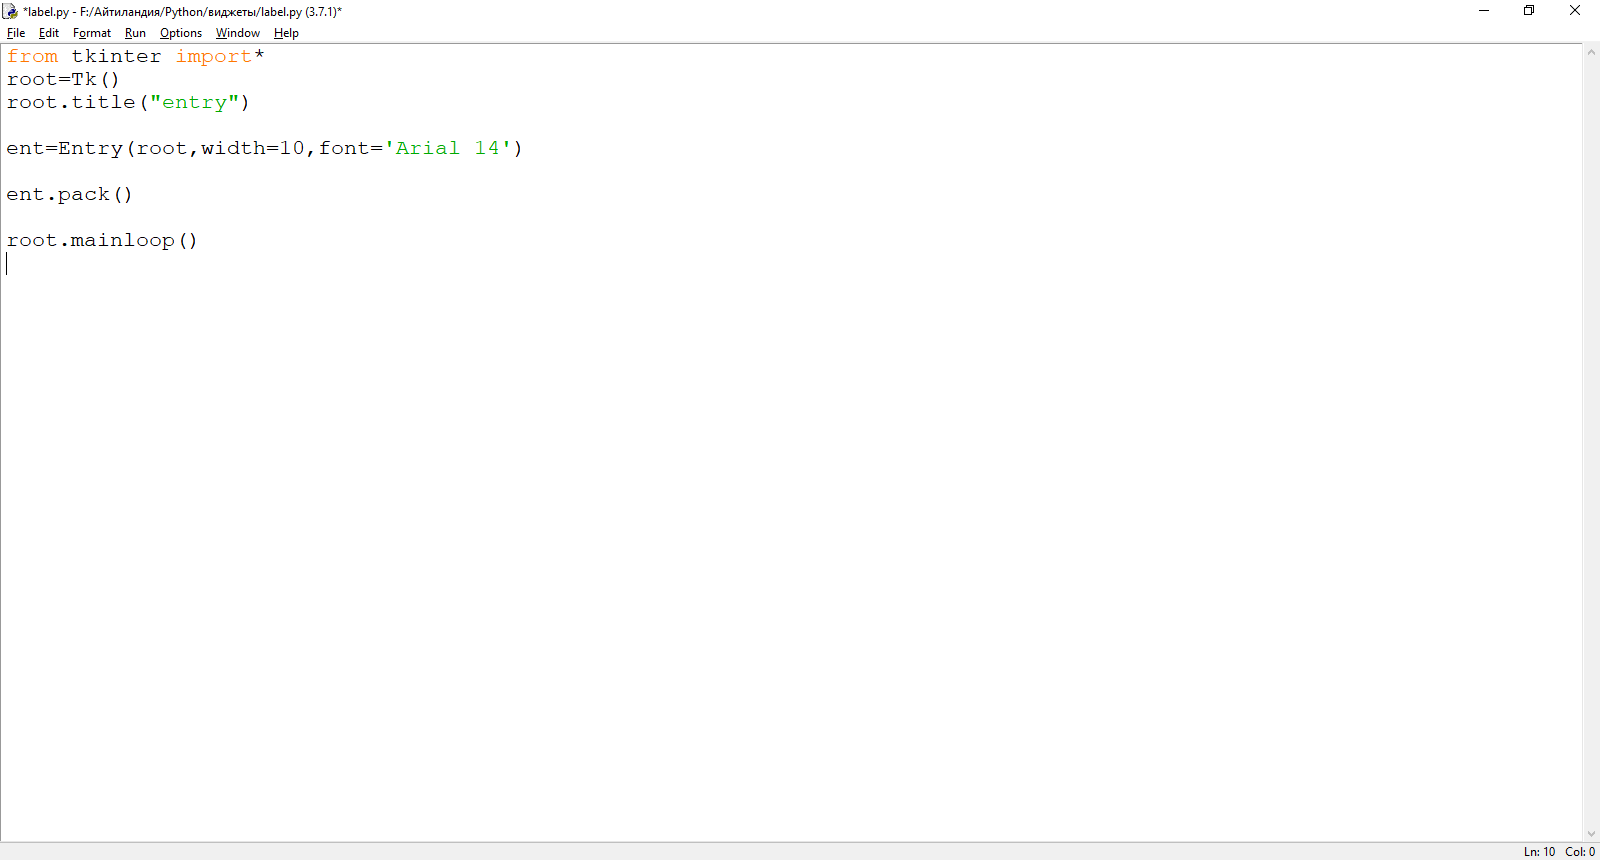 *label.py - F:/Айтиландия/Python/виджеты/label.py (3.7.1)*
File Edit Format Run Options Window Help
from tkinter import*
root=Tk()
root.title("entry")
ent=Entry(root,width=10,font='Arial 14')
ent.pack()
root.mainloop()
Ln: 10 Col: 0